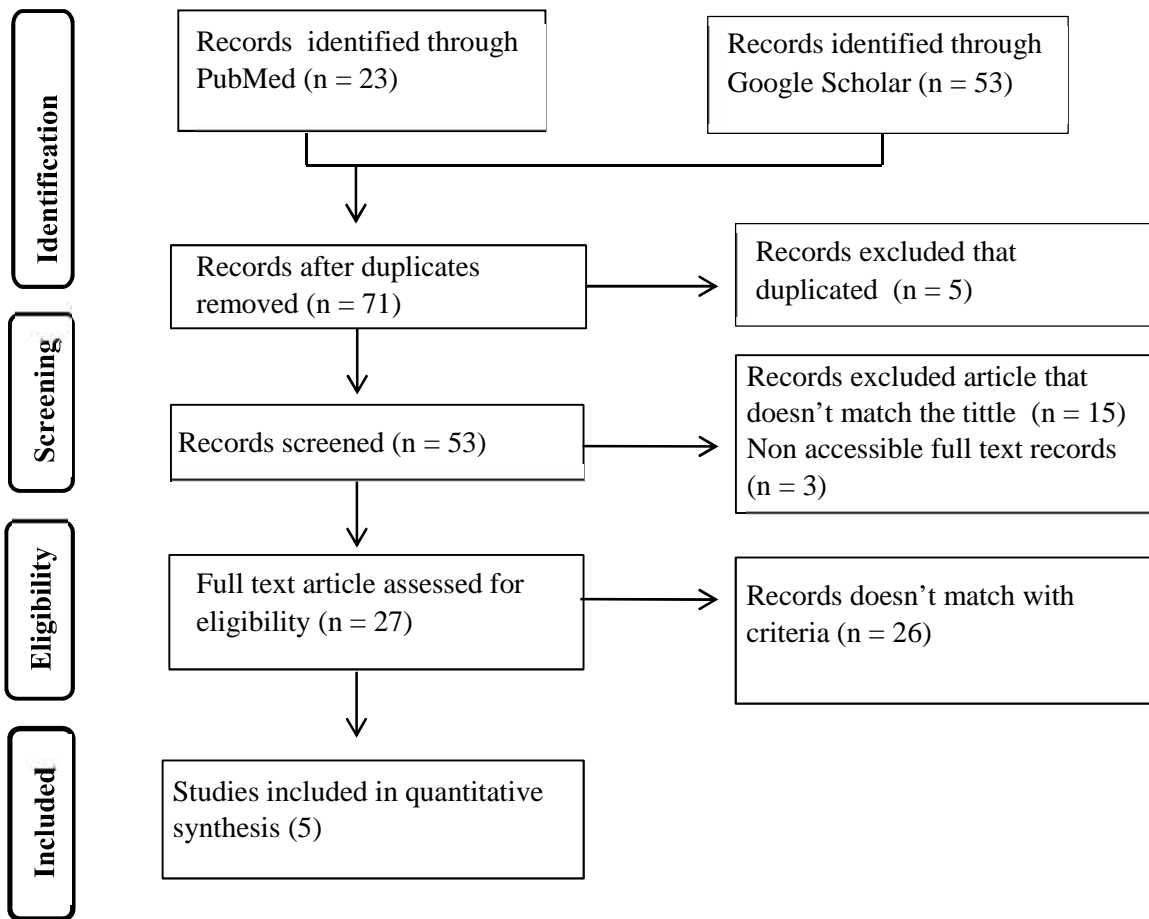 Identification
Records identified through
PubMed (n = 23)
Records identified through
Google Scholar (n = 53)
Records after duplicates
removed (n = 71)
Records excluded that
duplicated (n = 5)
Screening
Records screened (n = 53)
Records excluded article that
doesn’t match the tittle (n = 15)
Non accessible full text records
(n = 3)
Eligibility
Full text article assessed for
eligibility (n = 27)
Records doesn’t match with
criteria (n = 26)
Included
Studies included in quantitative
synthesis (5)